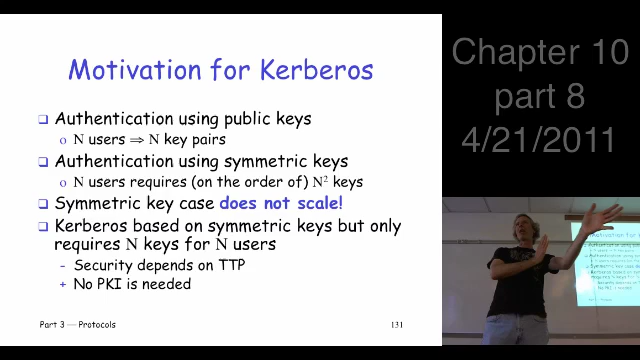 Motivation for Kerberos
Authentication using public keys
o N users ⇒ N key pairs
Authentication using symmetric keys
o N users requires (on the order of) N² keys
Symmetric key case does not scale!
Kerberos based on symmetric keys but only
requires N keys for N users
- Security depends on TTP
+ No PKI is needed
Part 3 — Protocols
131
Chapter 10
part 8
4/21/2011
Motivation for